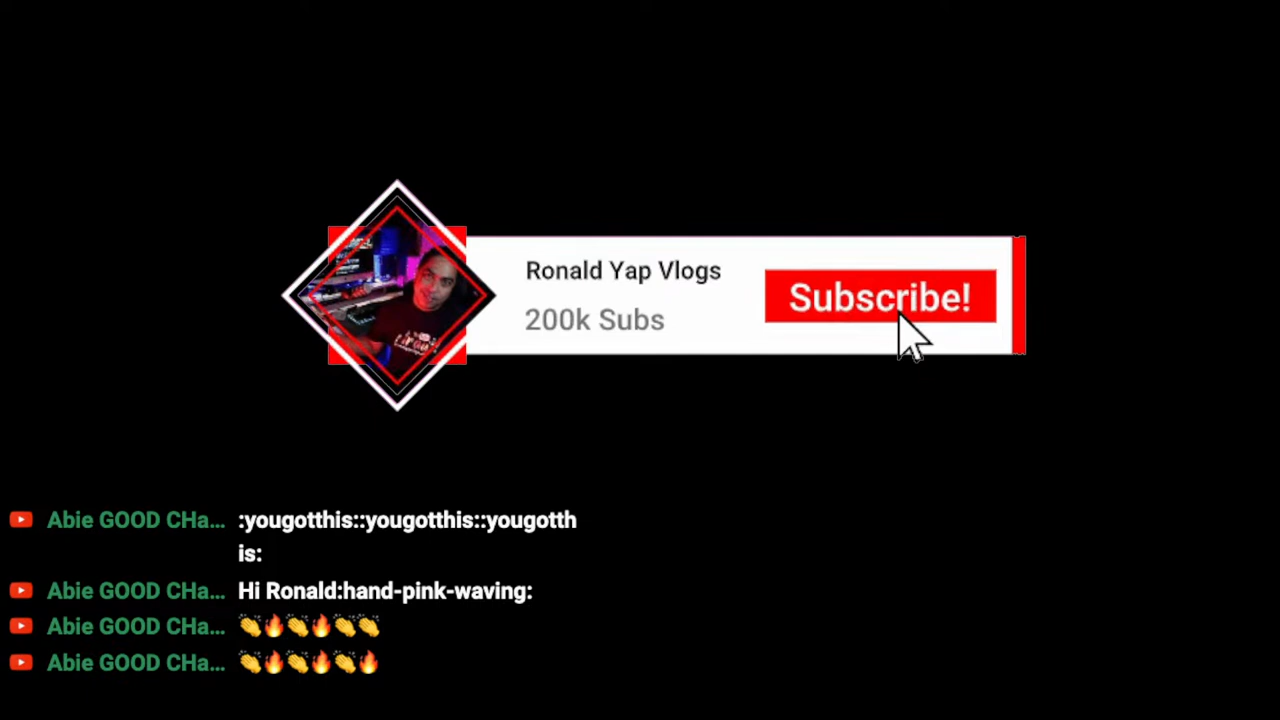 Ronald Yap Vlogs
Subscribe!
200k Subs
Abie GOOD CHa... :yougotthis::yougotthis::yougotth
is:
Abie GOOD CHa... Hi Ronald:hand-pink-waving:
Abie GOOD CHa... 👏🔥👏🔥👏👏
Abie GOOD CHa... 👏🔥👏🔥👏🔥